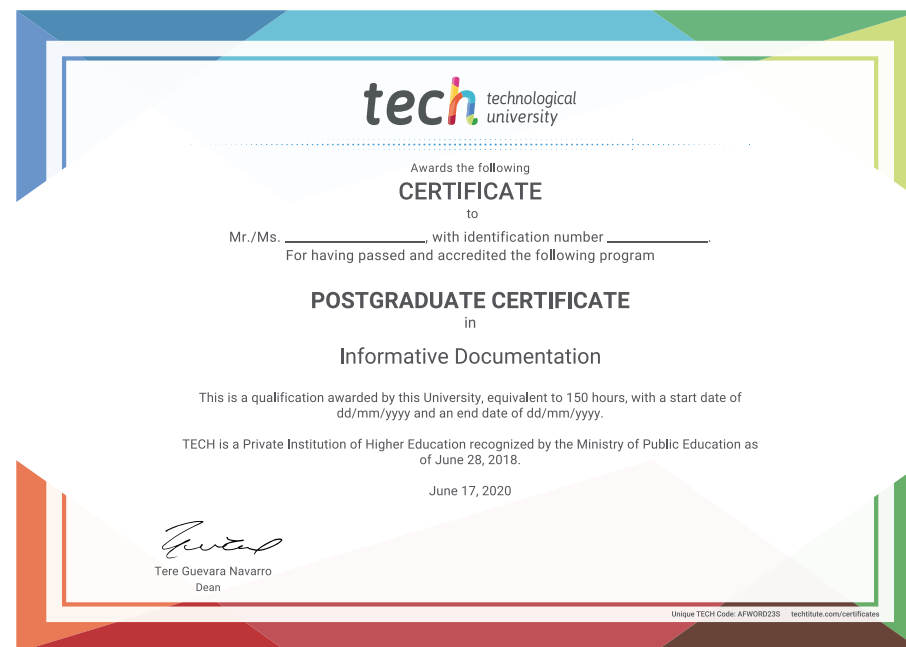 tech technological
university
Awards the following
CERTIFICATE
to
Mr./Ms. ____________________, with identification number _______________.
For having passed and accredited the following program
POSTGRADUATE CERTIFICATE
in
Informative Documentation
This is a qualification awarded by this University, equivalent to 150 hours, with a start date of
dd/mm/yyyy and an end date of dd/mm/yyyy.
TECH is a Private Institution of Higher Education recognized by the Ministry of Public Education as
of June 28, 2018.
June 17, 2020
Tere Guevara Navarro
Dean
Unique TECH Code: AFWORD23S techtitute.com/certificates